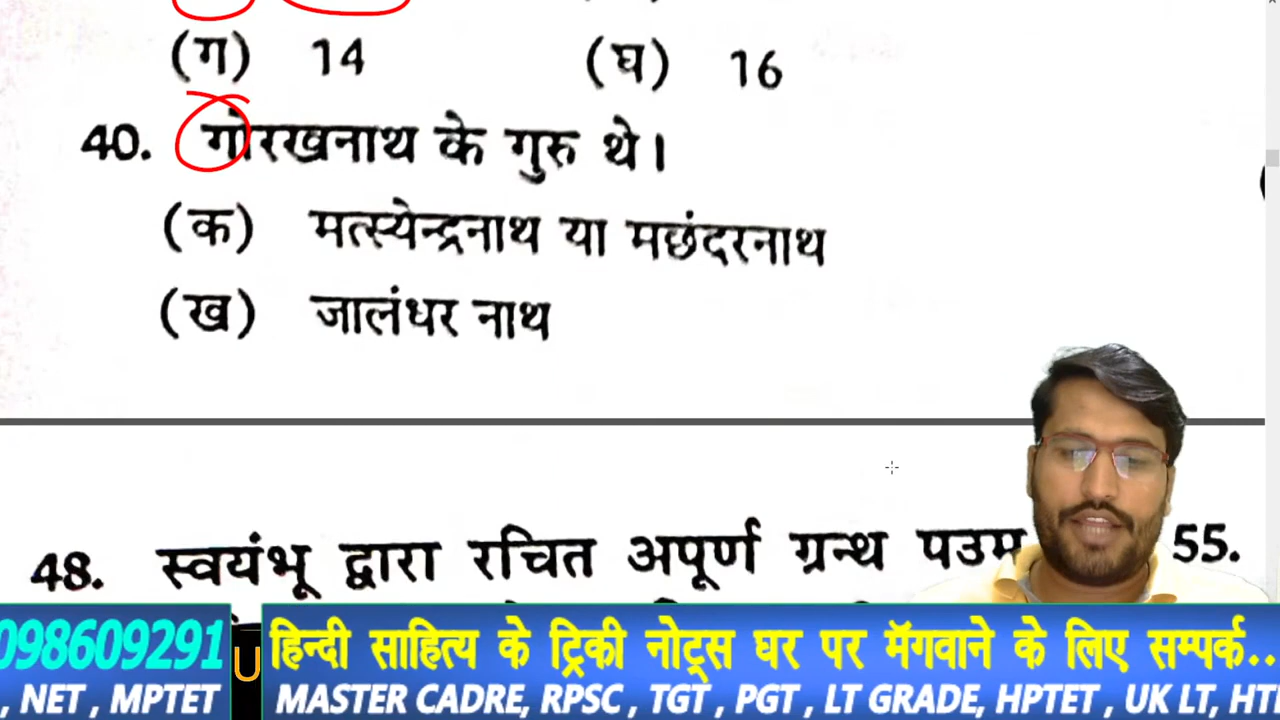 (ग) 14 (घ) 16
40. गोरखनाथ के गुरु थे।
(क) मत्स्येन्द्रनाथ या मछंदरनाथ
(ख) जालंधर नाथ
48. स्वयंभू द्वारा रचित अपूर्ण ग्रन्थ पउम 55.
098609291
हिन्दी साहित्य के ट्रिकी नोट्स घर पर मॅगवाने के लिए सम्पर्क..
, NET , MPTET
U
MASTER CADRE, RPSC , TGT , PGT , LT GRADE, HPTET , UK LT, HTE